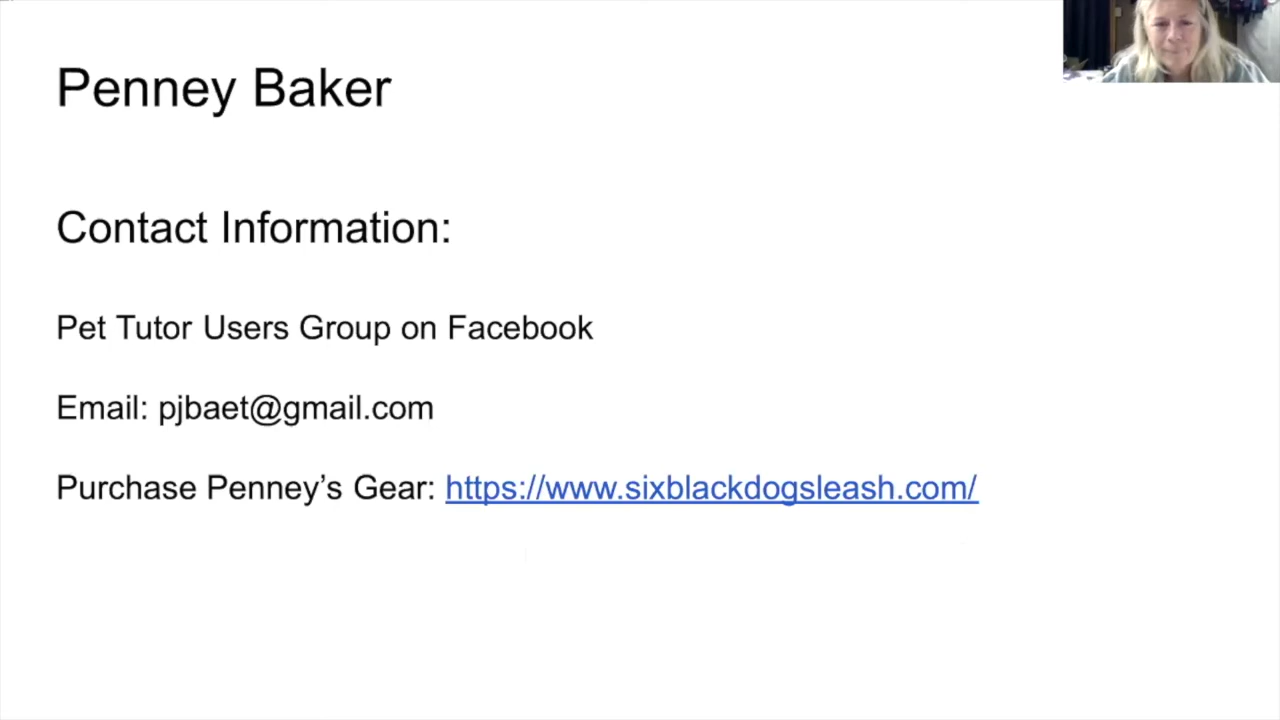 Penney Baker
Contact Information:
Pet Tutor Users Group on Facebook
Email: pjbaet@gmail.com
Purchase Penney’s Gear: https://www.sixblackdogsleash.com/